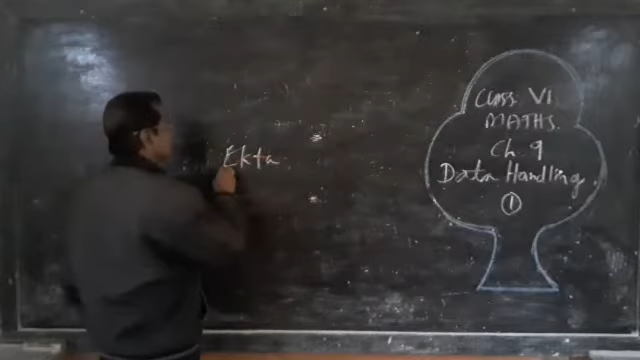 Ekta
Class VI
MATHS
Ch 9
Data Handling
1